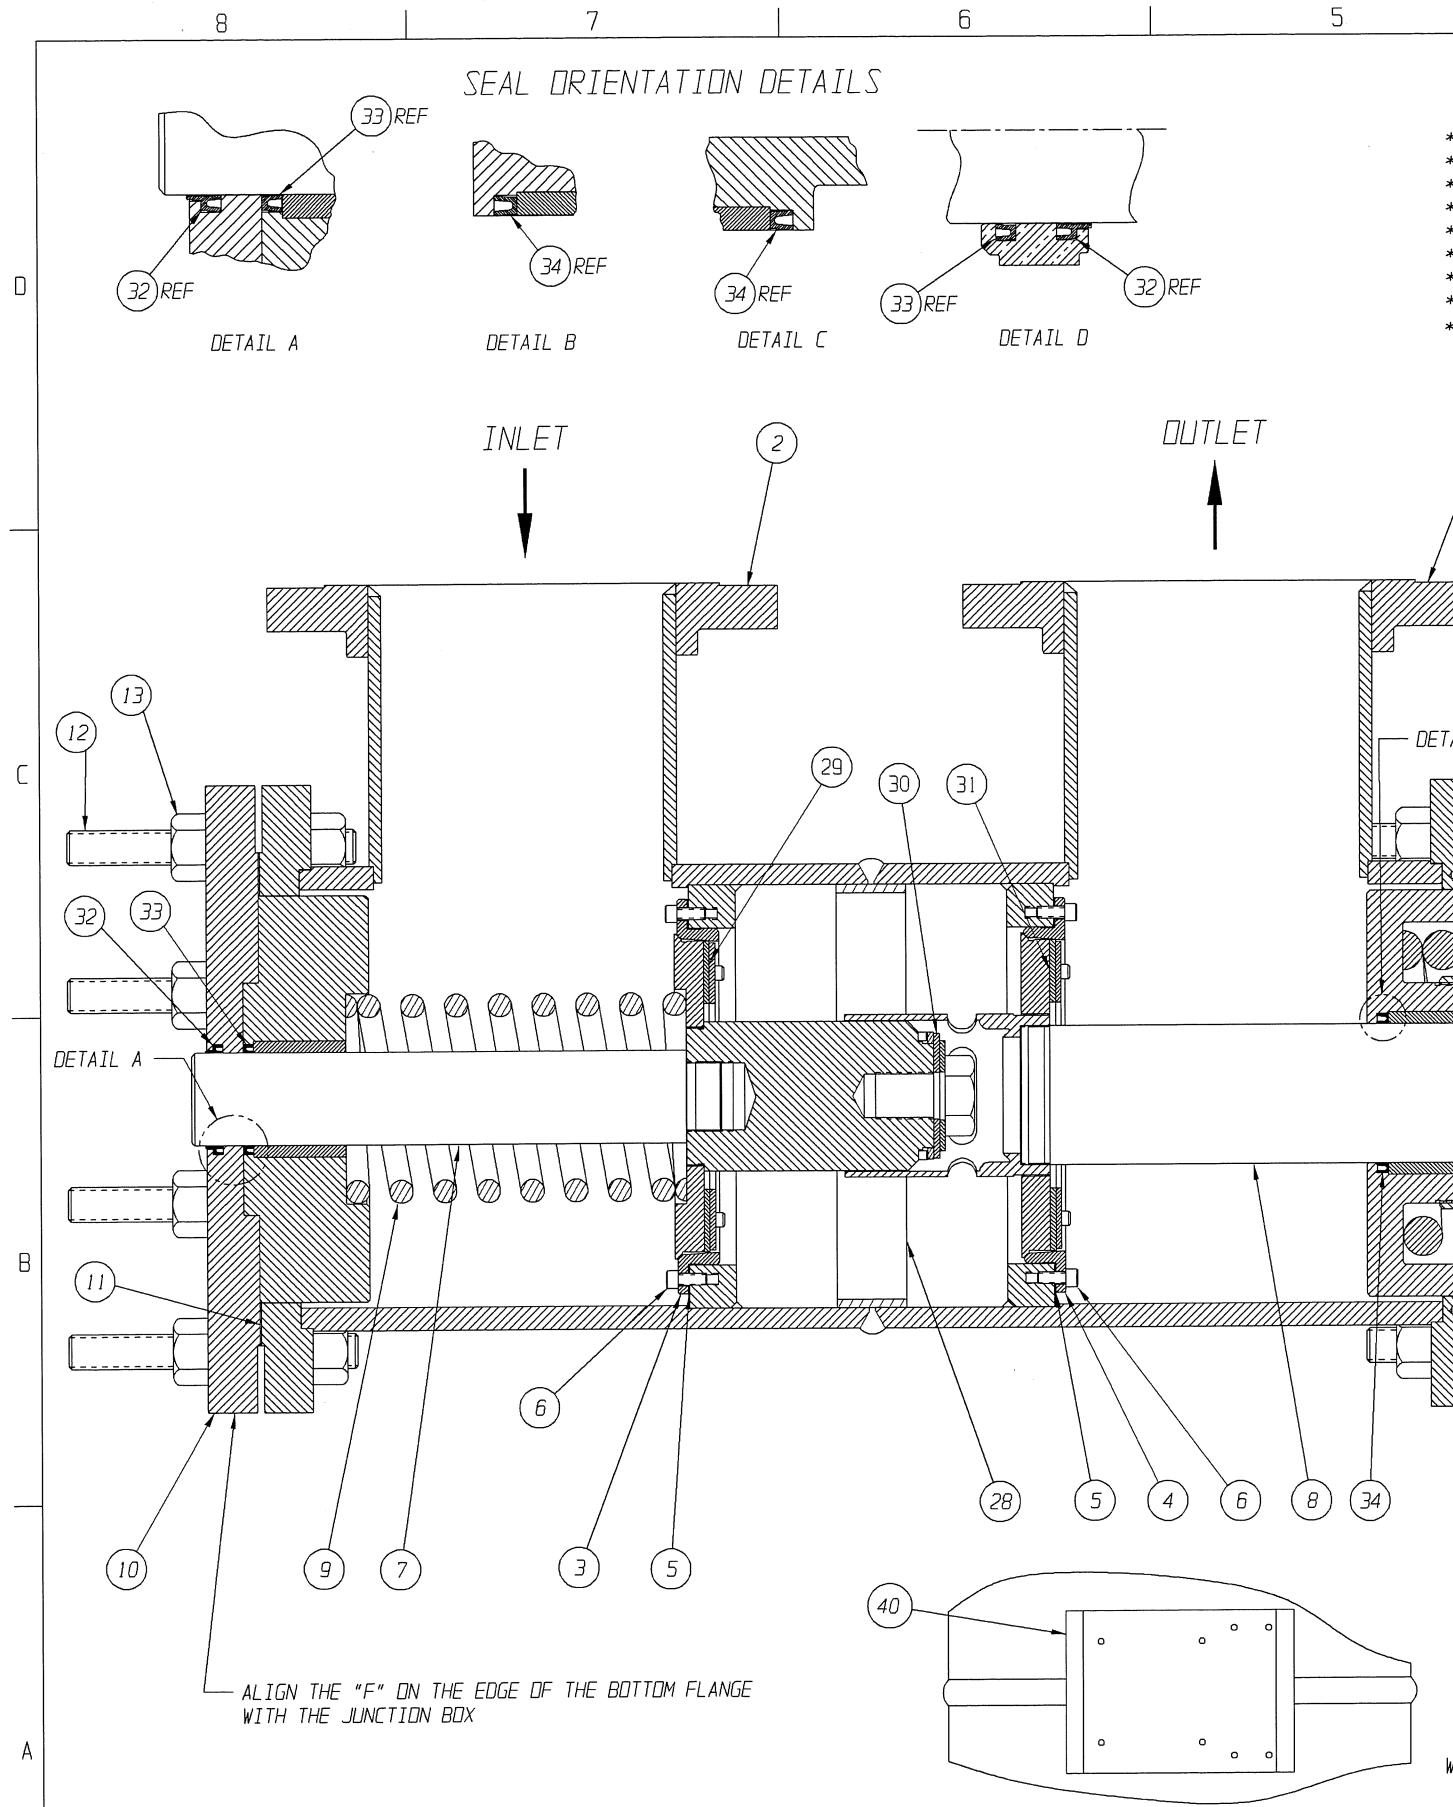 8 7 6 5
SEAL ORIENTATION DETAILS
33 REF
32 REF
34 REF
34 REF
33 REF
32 REF
*
*
*
*
*
*
*
*
*
D
DETAIL A
DETAIL B
DETAIL C
DETAIL D
INLET
2
OUTLET
13
12
C
29
30
31
DETA
32
33
DETAIL A
B
11
6
10
9
7
3
5
28
5
4
6
8
34
40
ALIGN THE "F" ON THE EDGE OF THE BOTTOM FLANGE
WITH THE JUNCTION BOX
A
W